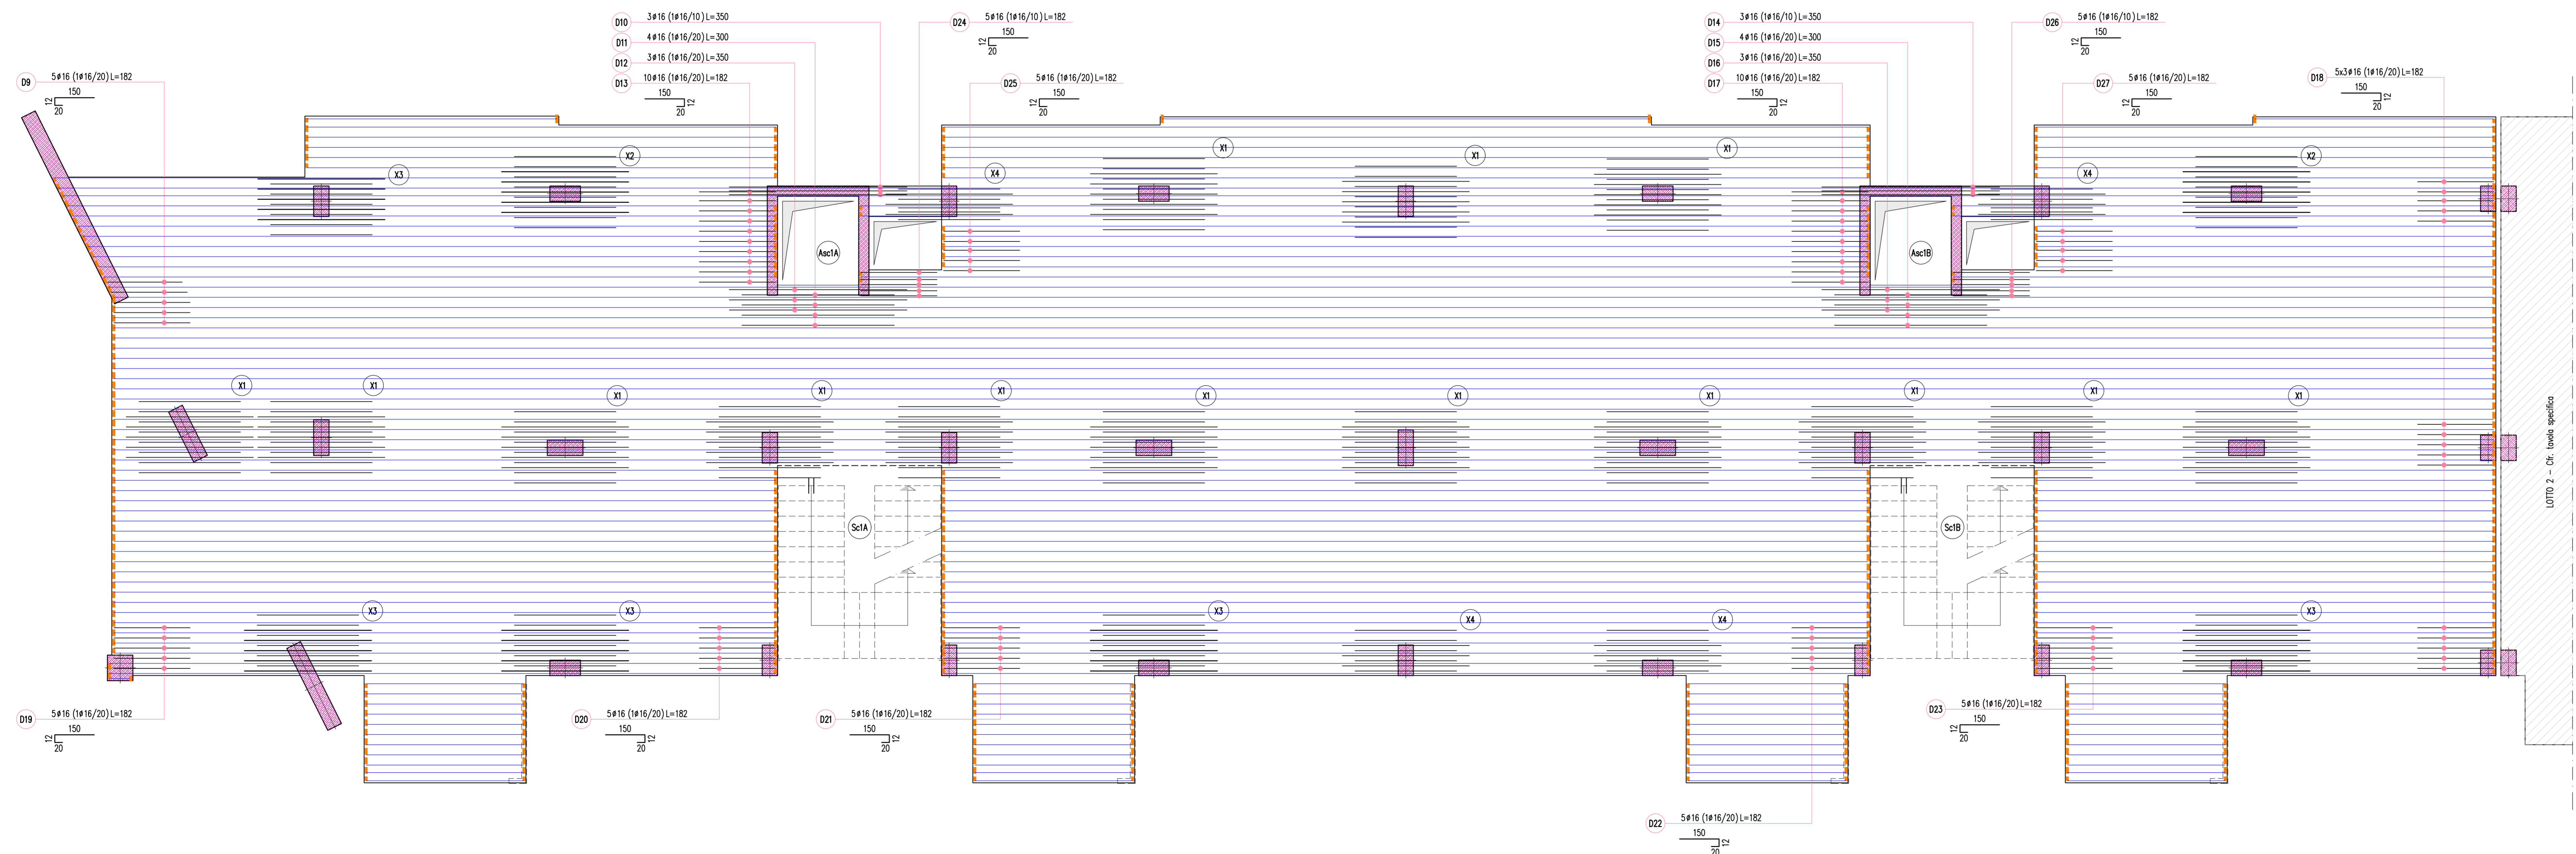 D10 3ø16 (1ø16/10) L=350
D11 4ø16 (1ø16/20) L=300
D12 3ø16 (1ø16/20) L=350
D13 10ø16 (1ø16/20) L=182
150
20
12
D24 5ø16 (1ø16/10) L=182
150
12
20
D25 5ø16 (1ø16/20) L=182
150
12
20
D14 3ø16 (1ø16/10) L=350
D15 4ø16 (1ø16/20) L=300
D16 3ø16 (1ø16/20) L=350
D17 10ø16 (1ø16/20) L=182
150
20
12
D26 5ø16 (1ø16/10) L=182
150
12
20
D27 5ø16 (1ø16/20) L=182
150
12
20
D18 5x3ø16 (1ø16/20) L=182
150
20
12
D9 5ø16 (1ø16/20) L=182
150
12
20
X3
X2
X4
X1
X1
X1
X4
X2
Asc1A
Asc1B
X1
X1
X1
X1
X1
X1
X1
X1
X1
X1
X1
LOTTO 2 - Cfr. tavola specifica
Sc1A
Sc1B
X3
X3
X3
X4
X4
X3
D19 5ø16 (1ø16/20) L=182
150
12
20
D20 5ø16 (1ø16/20) L=182
150
20
12
D21 5ø16 (1ø16/20) L=182
150
20
12
D23 5ø16 (1ø16/20) L=182
150
12
20
D22 5ø16 (1ø16/20) L=182
150
20
12